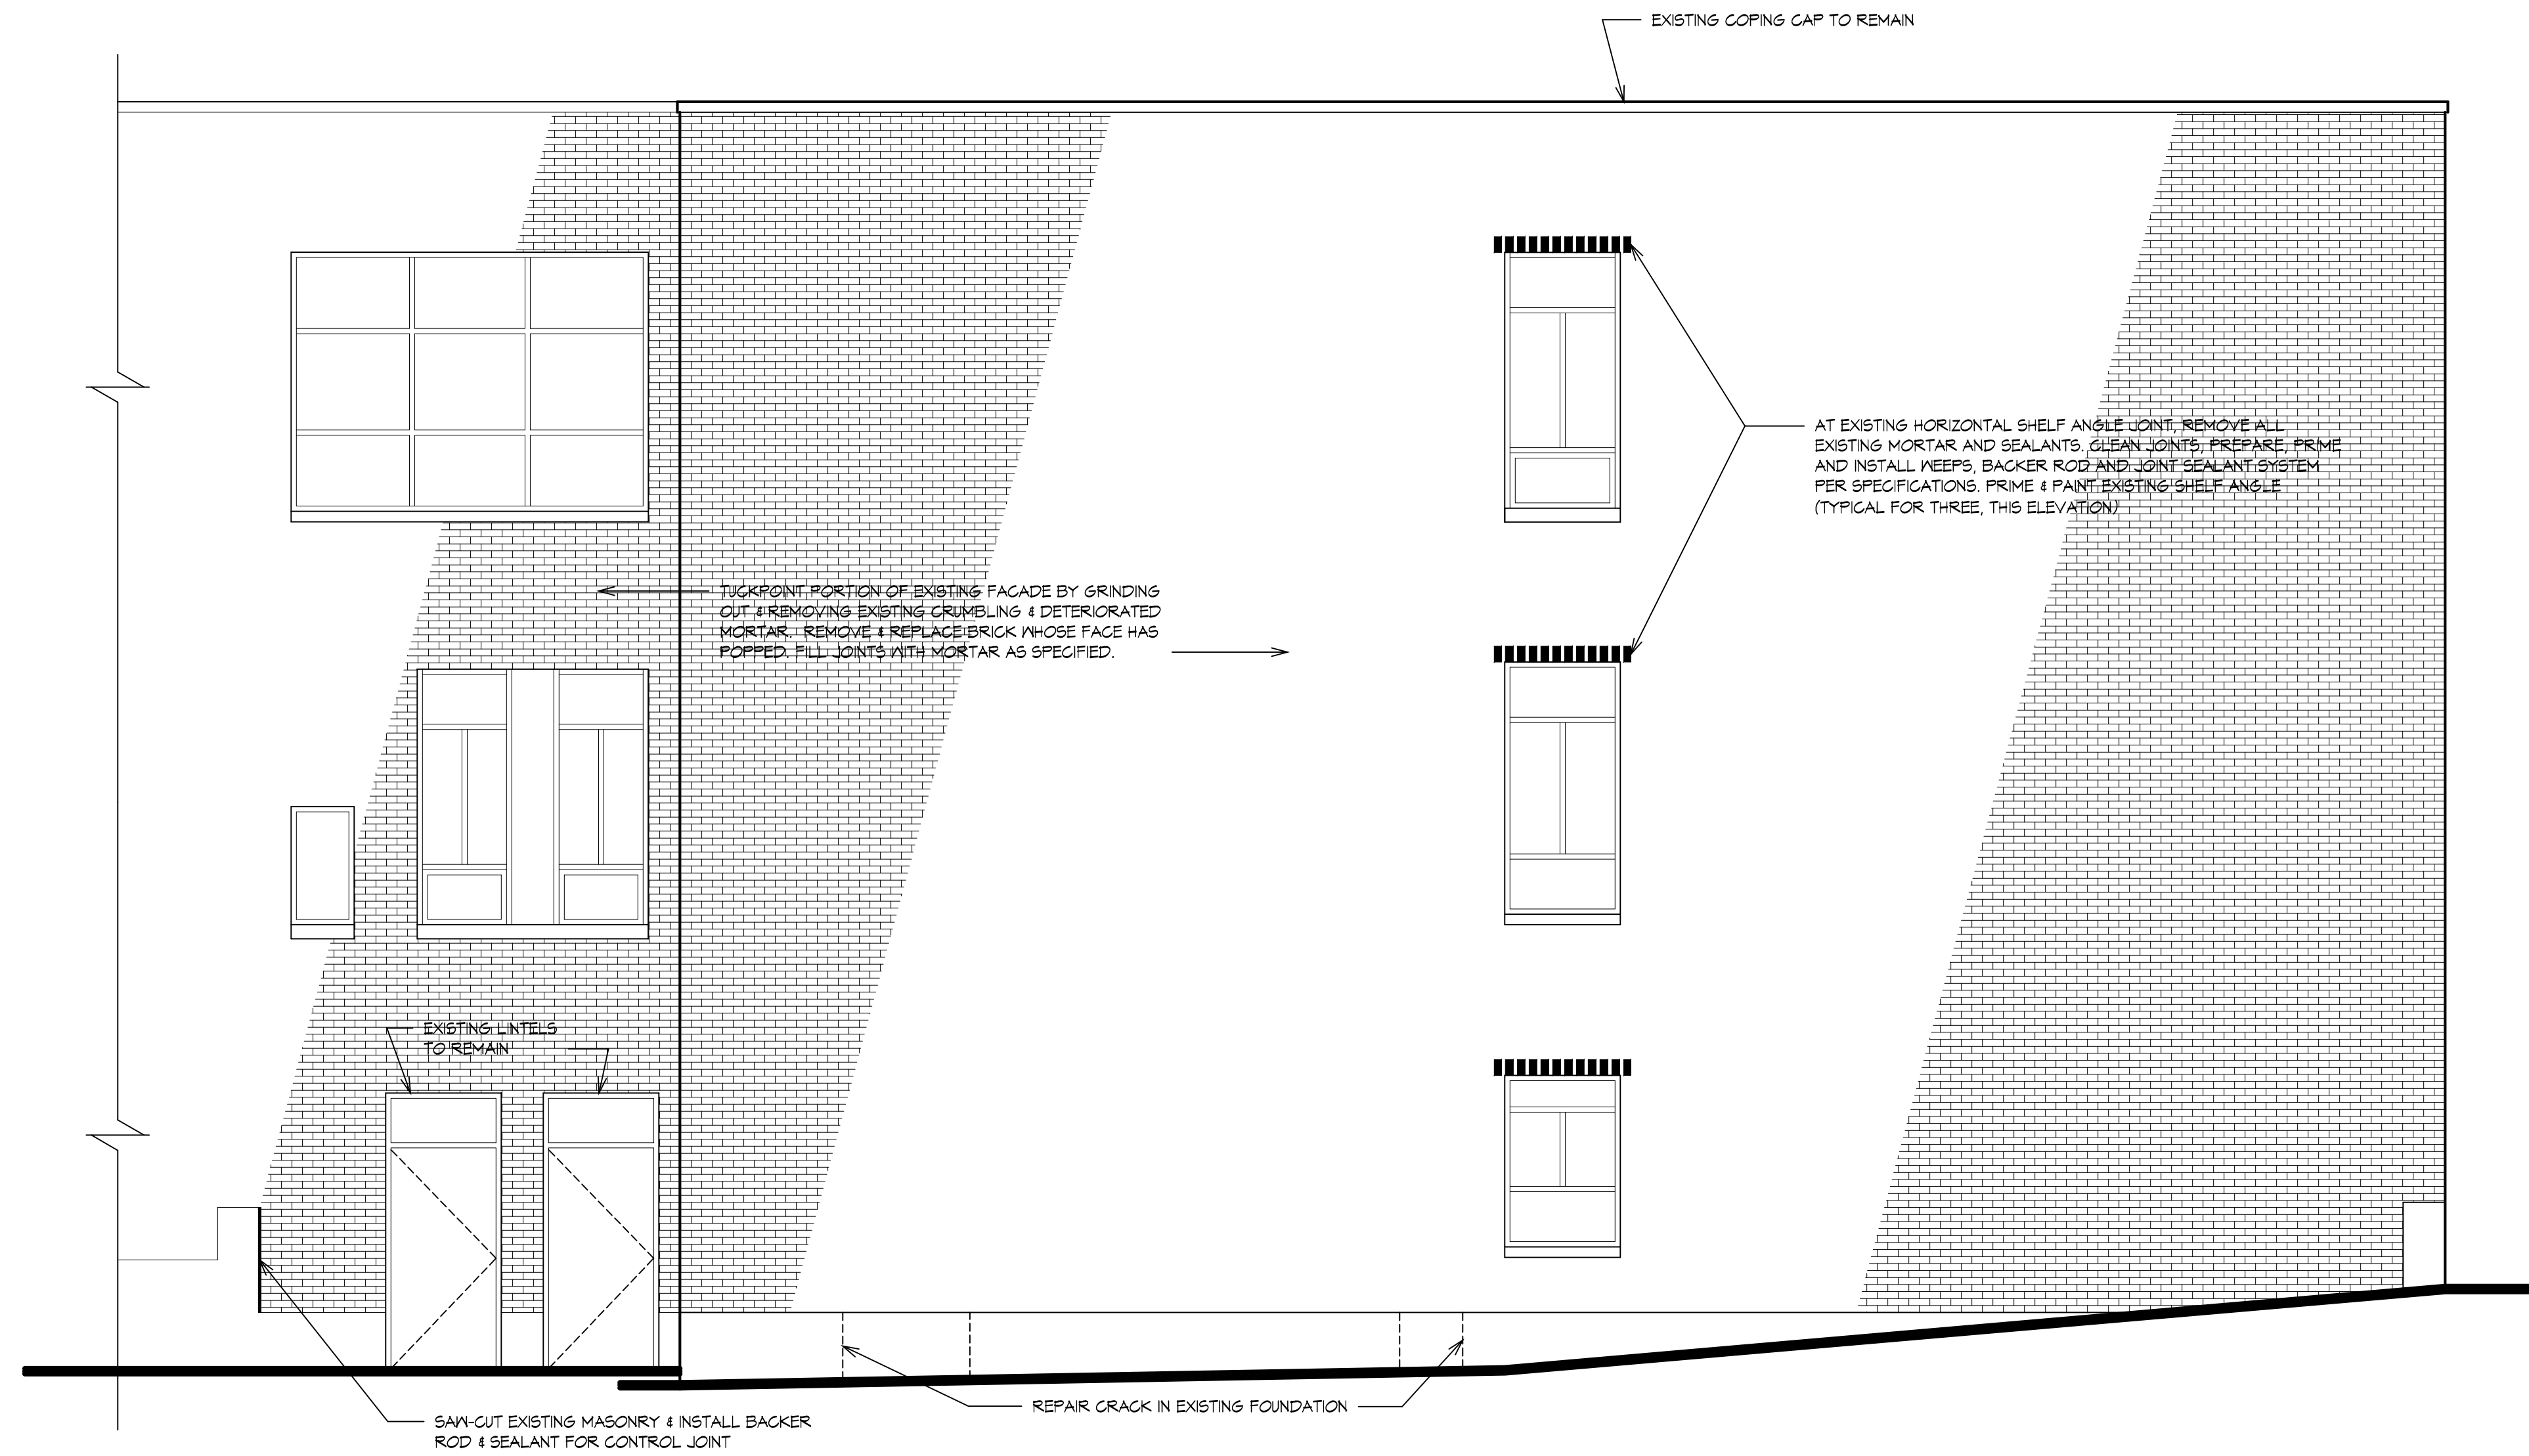 EXISTING COPING CAP TO REMAIN
AT EXISTING HORIZONTAL SHELF ANGLE JOINT, REMOVE ALL
EXISTING MORTAR AND SEALANTS. CLEAN JOINTS, PREPARE, PRIME
AND INSTALL WEEPS, BACKER ROD AND JOINT SEALANT SYSTEM
PER SPECIFICATIONS. PRIME & PAINT EXISTING SHELF ANGLE
(TYPICAL FOR THREE, THIS ELEVATION)
TUCKPOINT PORTION OF EXISTING FACADE BY GRINDING
OUT & REMOVING EXISTING CRUMBLING & DETERIORATED
MORTAR. REMOVE & REPLACE BRICK WHOSE FACE HAS
POPPED. FILL JOINTS WITH MORTAR AS SPECIFIED.
EXISTING LINTELS
TO REMAIN
REPAIR CRACK IN EXISTING FOUNDATION
SAW-CUT EXISTING MASONRY & INSTALL BACKER
ROD & SEALANT FOR CONTROL JOINT